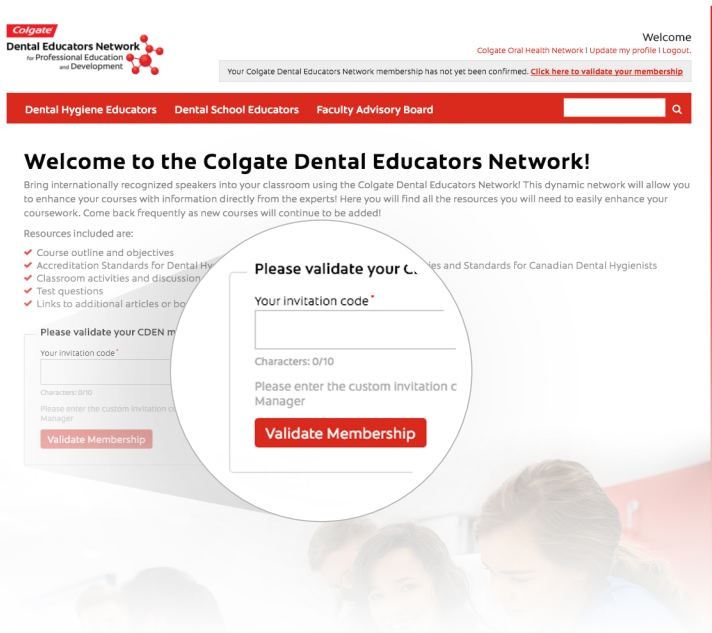 Colgate
Dental Educators Network
for Professional Education
and Development
Welcome
Colgate Oral Health Network | Update my profile | Logout.
Your Colgate Dental Educators Network membership has not yet been confirmed. Click here to validate your membership
Dental Hygiene Educators Dental School Educators Faculty Advisory Board
Welcome to the Colgate Dental Educators Network!
Bring internationally recognized speakers into your classroom using the Colgate Dental Educators Network! This dynamic network will allow you
to enhance your courses with information directly from the experts! Here you will find all the resources you will need to easily enhance your
coursework. Come back frequently as new courses will continue to be added!
Resources included are:
Course outline and objectives
Accreditation Standards for Dental Hy
and Standards for Canadian Dental Hygienists
Classroom activities and discussion
Test questions
Links to additional articles or bo
Please validate your CDEN m
Your invitation code*
Characters: 0/10
Please enter the custom invitation c
Manager
Validate Membership
Please validate your C
Your invitation code*
Characters: 0/10
Please enter the custom invitation c
Manager
Validate Membership